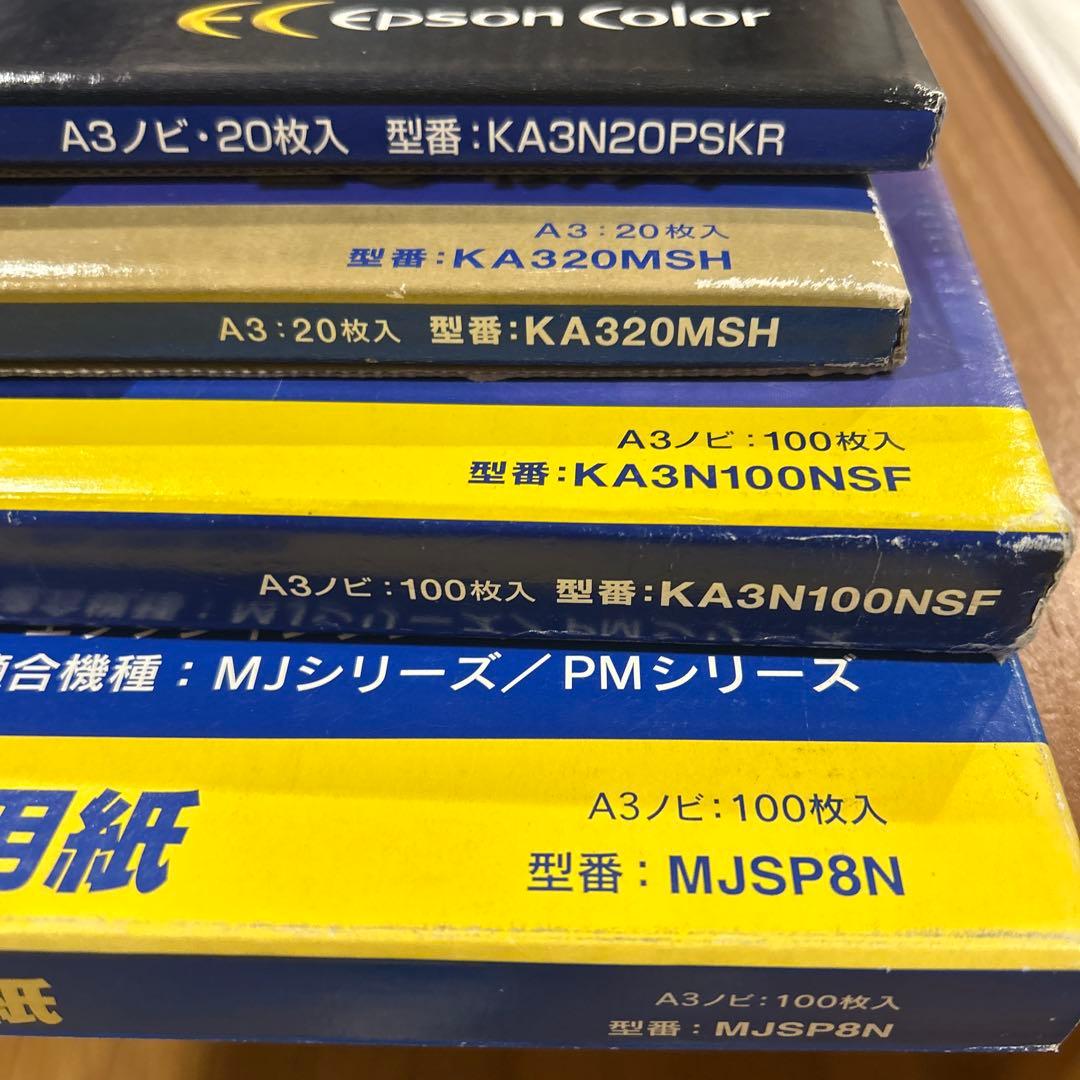 EC EPSON COLOR
A3ノビ・20枚入 型番:KA3N20PSKR
A3:20枚入
型番:KA320MSH
A3:20枚入 型番:KA320MSH
A3ノビ:100枚入
型番:KA3N100NSF
A3ノビ:100枚入 型番:KA3N100NSF
適合機種:MJシリーズ/PMシリーズ
用紙
A3ノビ:100枚入
型番:MJSP8N
紙
A3ノビ:100枚入
型番:MJSP8N